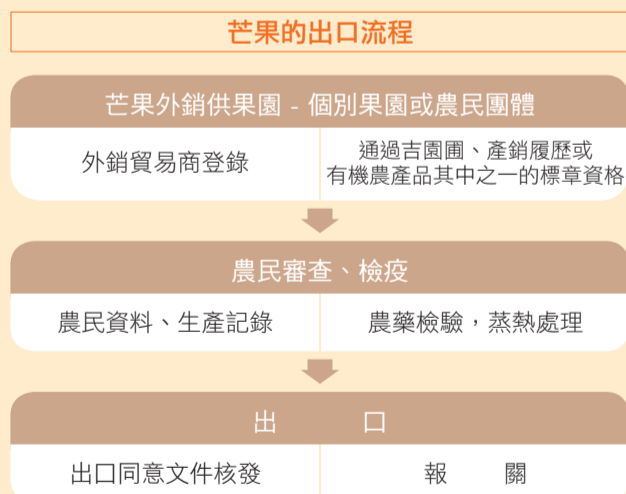 芒果的出口流程
芒果外銷供果園 - 個別果園或農民團體
外銷貿易商登錄
通過吉園圃、產銷履歷或
有機農產品其中之一的標章資格
農民審查、檢疫
農民資料、生產記錄
農藥檢驗，蒸熱處理
出 口
出口同意文件核發
報 關